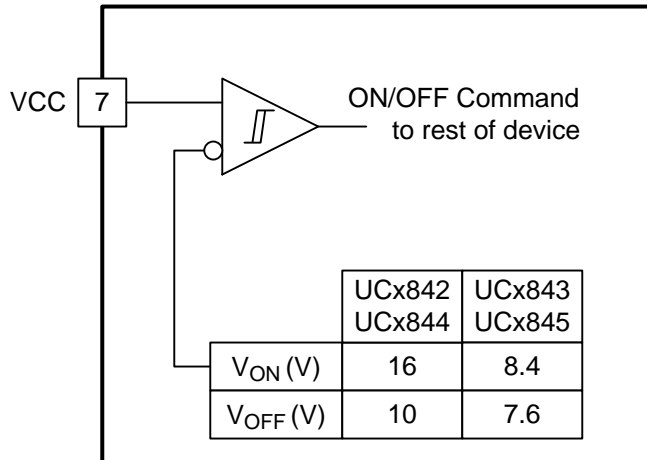 VCC 7
ON/OFF Command
to rest of device
UCx842 UCx843
UCx844 UCx845
VON (V) 16 8.4
VOFF (V) 10 7.6